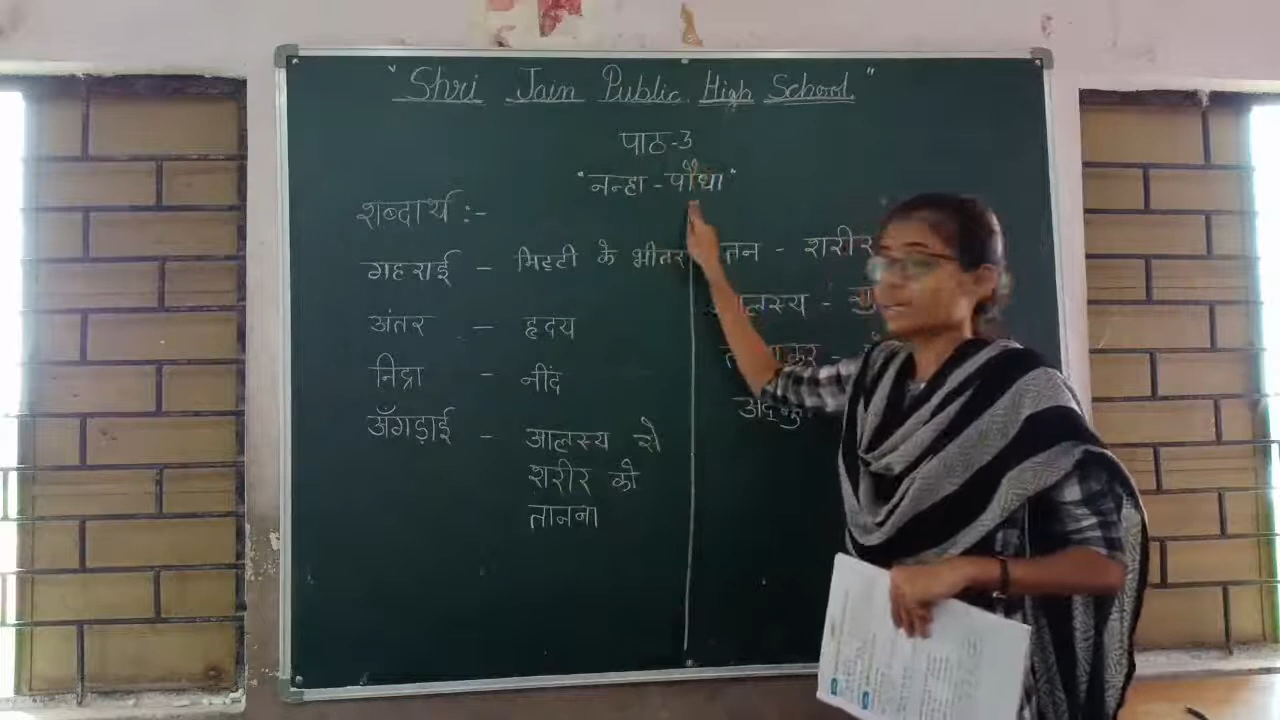 "Shri Jain Public High School"
पाठ-3
"नन्हा - पौधा"
शब्दार्थ :-
गहराई - मिट्टी के भीतर
अंतर - हृदय
निद्रा - नींद
अँगड़ाई - आलस्य से
शरीर को
तानना
तन - शरीर
आलस्य -